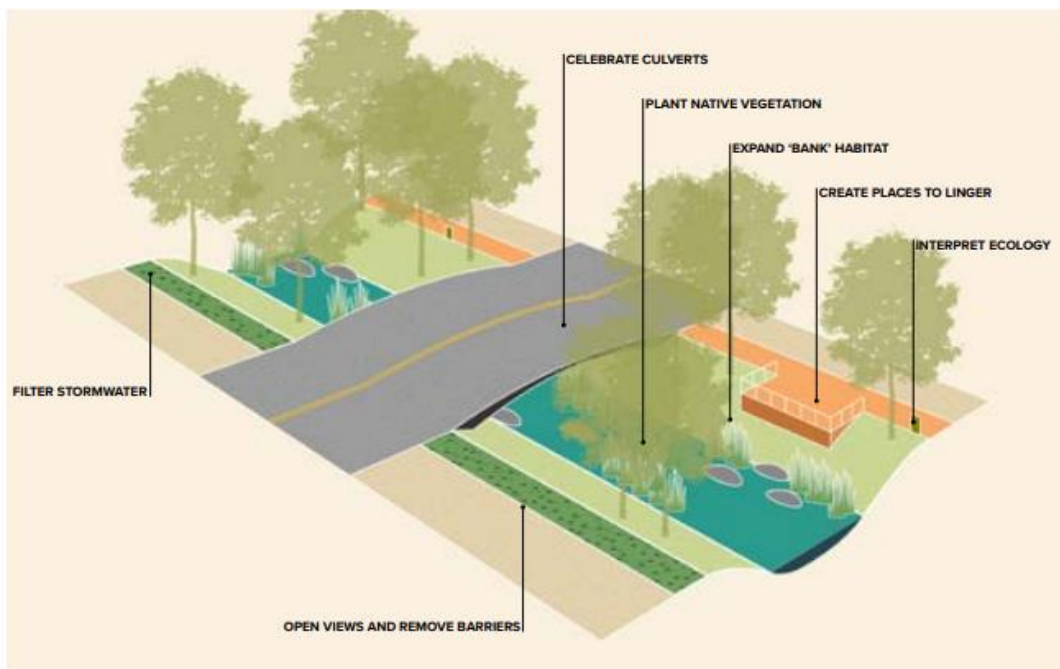 CELEBRATE CULVERTS
PLANT NATIVE VEGETATION
EXPAND ‘BANK’ HABITAT
CREATE PLACES TO LINGER
INTERPRET ECOLOGY
FILTER STORMWATER
OPEN VIEWS AND REMOVE BARRIERS